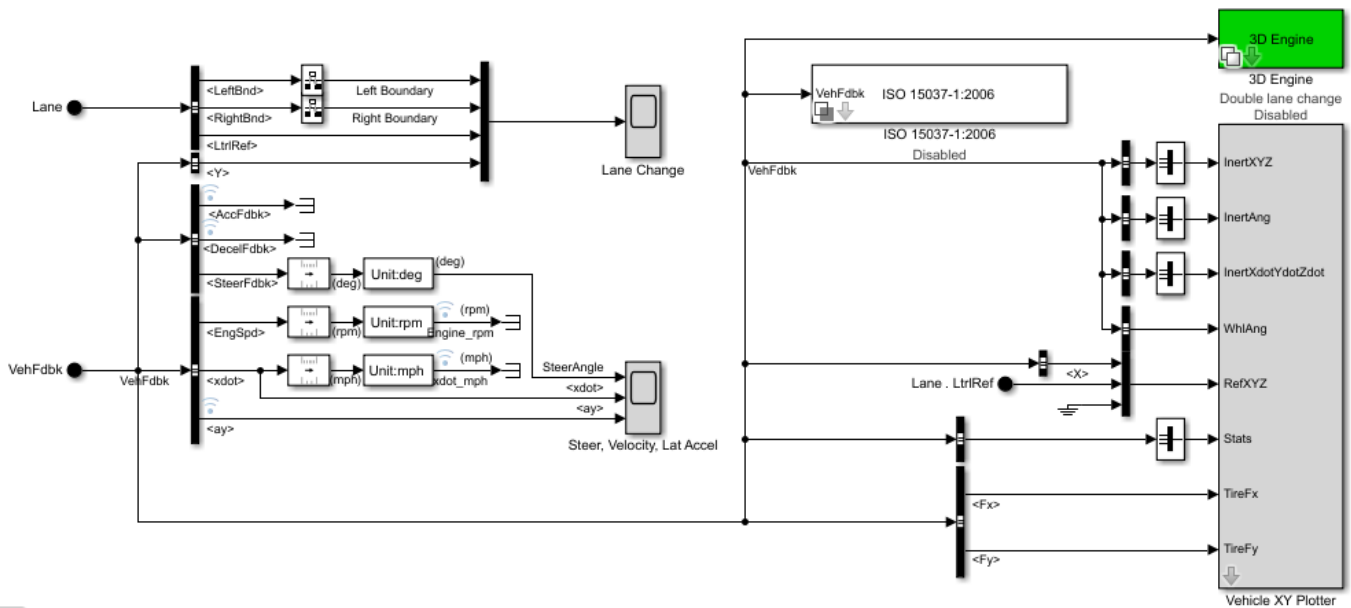 Lane
<LeftBnd>
Left Boundary
<RightBnd>
Right Boundary
<LtrlRef>
<Y>
Lane Change
<AccFdbk>
<DecelFdbk>
<SteerFdbk>
(deg)
Unit:deg
(deg)
<EngSpd>
(rpm)
Unit:rpm
(rpm)
Engine_rpm
VehFdbk
VehFdbk
<xdot>
(mph)
Unit:mph
(mph)
xdot_mph
SteerAngle
<xdot>
<ay>
<ay>
Steer, Velocity, Lat Accel
VehFdbk
ISO 15037-1:2006
ISO 15037-1:2006
Disabled
VehFdbk
3D Engine
3D Engine
Double lane change
Disabled
InertXYZ
InertAng
InertXdotYdotZdot
WhlAng
<X>
Lane . LtrlRef
RefXYZ
Stats
<Fx>
TireFx
<Fy>
TireFy
Vehicle XY Plotter